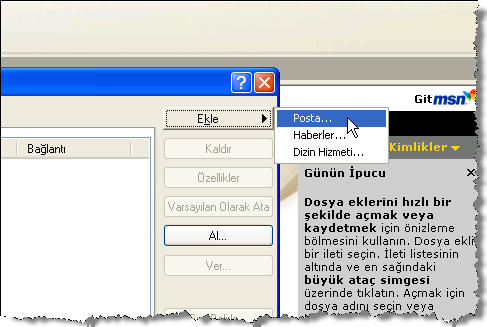 Git msn
Ekle
Posta...
Haberler...
Dizin Hizmeti...
Bağlantı
Kaldır
Özellikler
Varsayılan Olarak Ata
Al...
Ver...
Kimlikler
Günün İpucu
Dosya eklerini hızlı bir
şekilde açmak veya
kaydetmek için önizleme
bölmesini kullanın. Dosya ekli
bir ileti seçin. İleti listesinin
altında ve en sağındaki
büyük ataç simgesi
üzerinde tıklatın. Açmak için
dosya adını seçin veya